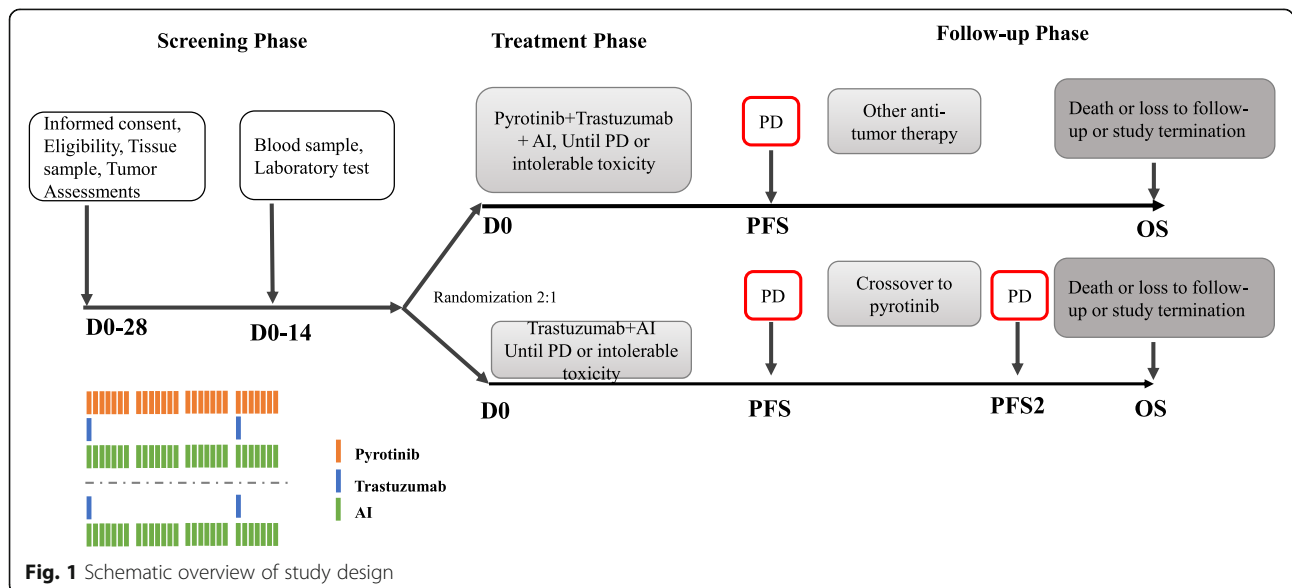 Screening Phase
Treatment Phase
Follow-up Phase
Informed consent,
Eligibility, Tissue
sample, Tumor
Assessments
Blood sample,
Laboratory test
Pyrotinib+Trastuzumab
+ AI, Until PD or
intolerable toxicity
PD
Other anti-
tumor therapy
Death or loss to follow-
up or study termination
D0
PFS
OS
D0-28
D0-14
Randomization 2:1
Trastuzumab+AI
Until PD or intolerable
toxicity
PD
Crossover to
pyrotinib
PD
Death or loss to follow-
up or study termination
D0
PFS
PFS2
OS
Pyrotinib
Trastuzumab
AI
Fig. 1 Schematic overview of study design